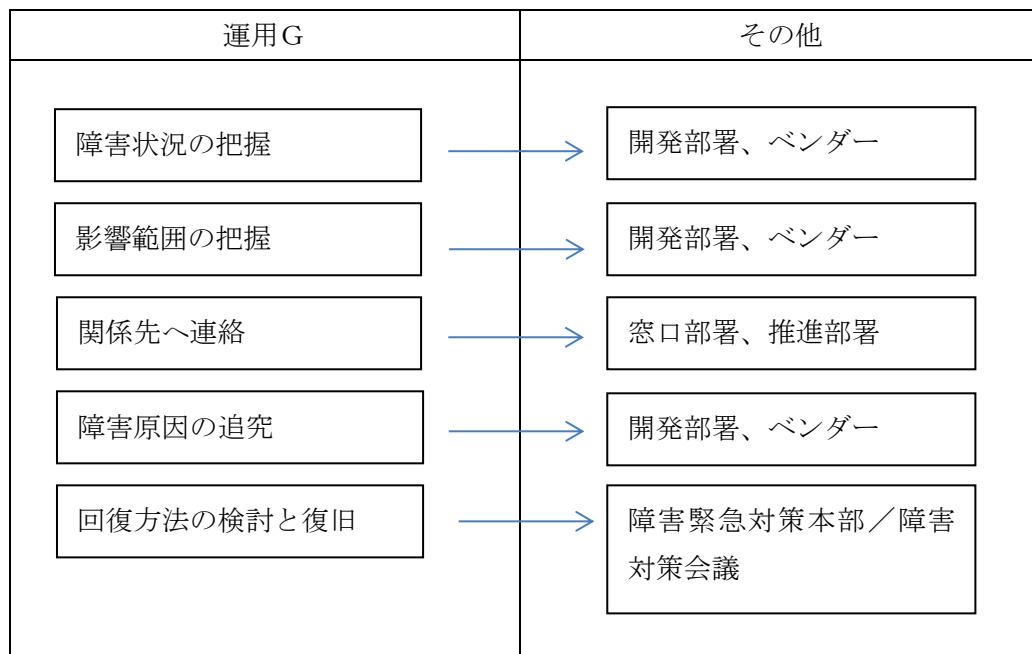 運用Ｇ
その他
障害状況の把握
開発部署、ベンダー
影響範囲の把握
開発部署、ベンダー
関係先へ連絡
窓口部署、推進部署
障害原因の追究
開発部署、ベンダー
回復方法の検討と復旧
障害緊急対策本部／障害
対策会議